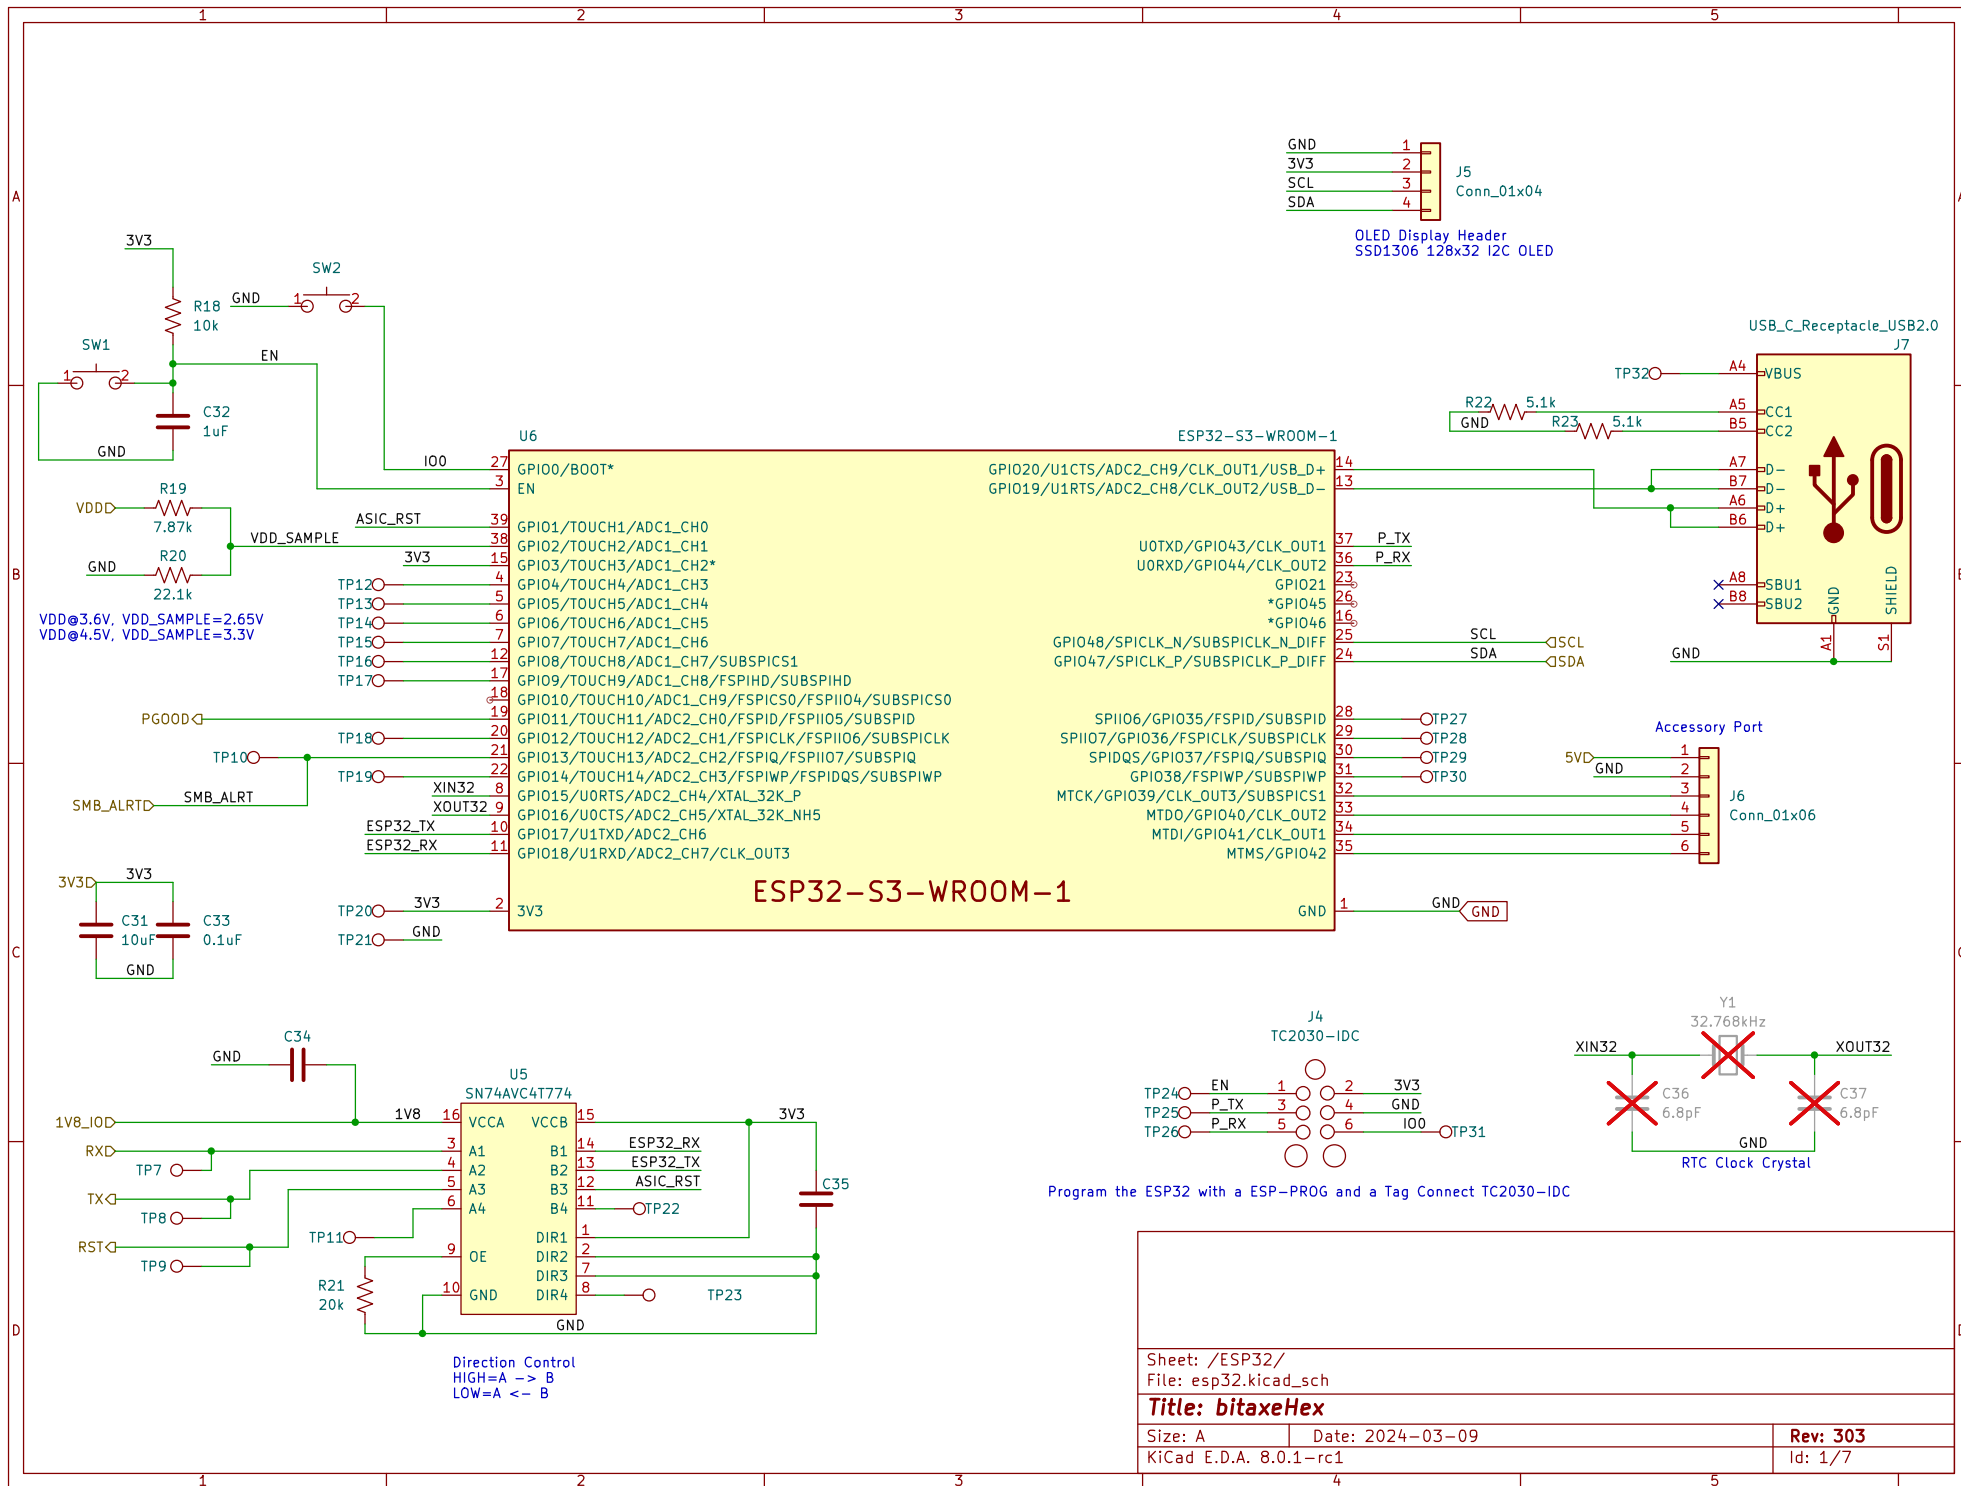 1 2 3 4 5
A
B
C
D
GND 1
3V3 2
SCL 3
SDA 4
J5
Conn_01x04
OLED Display Header
SSD1306 128x32 I2C OLED
3V3
R18
10k
SW2
GND 1 2
SW1
1 2
EN
C32
1uF
GND
IO0
VDD
R19
7.87k
VDD_SAMPLE
GND
R20
22.1k
VDD@3.6V, VDD_SAMPLE=2.65V
VDD@4.5V, VDD_SAMPLE=3.3V
U6
ESP32-S3-WROOM-1
27 GPIO0/BOOT*
3 EN
ASIC_RST 39 GPIO1/TOUCH1/ADC1_CH0
38 GPIO2/TOUCH2/ADC1_CH1
3V3 15 GPIO3/TOUCH3/ADC1_CH2*
TP12 4 GPIO4/TOUCH4/ADC1_CH3
TP13 5 GPIO5/TOUCH5/ADC1_CH4
TP14 6 GPIO6/TOUCH6/ADC1_CH5
TP15 7 GPIO7/TOUCH7/ADC1_CH6
TP16 12 GPIO8/TOUCH8/ADC1_CH7/SUBSPICS1
TP17 17 GPIO9/TOUCH9/ADC1_CH8/FSPIHD/SUBSPIHD
18 GPIO10/TOUCH10/ADC1_CH9/FSPICS0/FSPIIO4/SUBSPICS0
PGOOD 19 GPIO11/TOUCH11/ADC2_CH0/FSPID/FSPIIO5/SUBSPID
TP18 20 GPIO12/TOUCH12/ADC2_CH1/FSPICLK/FSPIIO6/SUBSPICLK
TP10 21 GPIO13/TOUCH13/ADC2_CH2/FSPIQ/FSPIIO7/SUBSPIQ
TP19 22 GPIO14/TOUCH14/ADC2_CH3/FSPIWP/FSPIDQS/SUBSPIWP
SMB_ALRT SMB_ALRT
XIN32 8 GPIO15/U0RTS/ADC2_CH4/XTAL_32K_P
XOUT32 9 GPIO16/U0CTS/ADC2_CH5/XTAL_32K_NH5
ESP32_TX 10 GPIO17/U1TXD/ADC2_CH6
ESP32_RX 11 GPIO18/U1RXD/ADC2_CH7/CLK_OUT3
TP20 3V3 2 3V3
TP21 GND
ESP32-S3-WROOM-1
GPIO20/U1CTS/ADC2_CH9/CLK_OUT1/USB_D+ 14
GPIO19/U1RTS/ADC2_CH8/CLK_OUT2/USB_D- 13
U0TXD/GPIO43/CLK_OUT1 37 P_TX
U0RXD/GPIO44/CLK_OUT2 36 P_RX
GPIO21 23
*GPIO45 26
*GPIO46 16
GPIO48/SPICLK_N/SUBSPICLK_N_DIFF 25 SCL SCL
GPIO47/SPICLK_P/SUBSPICLK_P_DIFF 24 SDA SDA
SPIIO6/GPIO35/FSPID/SUBSPID 28 TP27
SPIIO7/GPIO36/FSPICLK/SUBSPICLK 29 TP28
SPIDQS/GPIO37/FSPIQ/SUBSPIQ 30 TP29
GPIO38/FSPIWP/SUBSPIWP 31 TP30
MTCK/GPIO39/CLK_OUT3/SUBSPICS1 32
MTDO/GPIO40/CLK_OUT2 33
MTDI/GPIO41/CLK_OUT1 34
MTMS/GPIO42 35
GND 1 GND GND
USB_C_Receptacle_USB2.0
J7
TP32 A4 VBUS
R22 5.1k A5 CC1
GND R23 5.1k B5 CC2
A7 D-
B7 D-
A6 D+
B6 D+
A8 SBU1
B8 SBU2
GND SHIELD
A1 S1
GND
Accessory Port
5V 1
GND 2
3
4
5
6
J6
Conn_01x06
3V3 3V3
C31
10uF
C33
0.1uF
GND
C34
GND
U5
SN74AVC4T774
1V8_IO 1V8 16 VCCA VCCB 15 3V3
RX 3 A1 B1 14 ESP32_RX
TP7 4 A2 B2 13 ESP32_TX
TX 5 A3 B3 12 ASIC_RST
TP8 6 A4 B4 11 TP22
TP11 DIR1 1
RST 9 OE DIR2 2
TP9 DIR3 7
10 GND DIR4 8 TP23
R21
20k
C35
GND
Direction Control
HIGH=A -> B
LOW=A <- B
J4
TC2030-IDC
TP24 EN 1 2 3V3
TP25 P_TX 3 4 GND
TP26 P_RX 5 6 IO0 TP31
Program the ESP32 with a ESP-PROG and a Tag Connect TC2030-IDC
Y1
32.768kHz
XIN32 XOUT32
C36
6.8pF
C37
6.8pF
GND
RTC Clock Crystal
Sheet: /ESP32/
File: esp32.kicad_sch
Title: bitaxeHex
Size: A Date: 2024-03-09 Rev: 303
KiCad E.D.A. 8.0.1-rc1 Id: 1/7
1 2 3 4 5